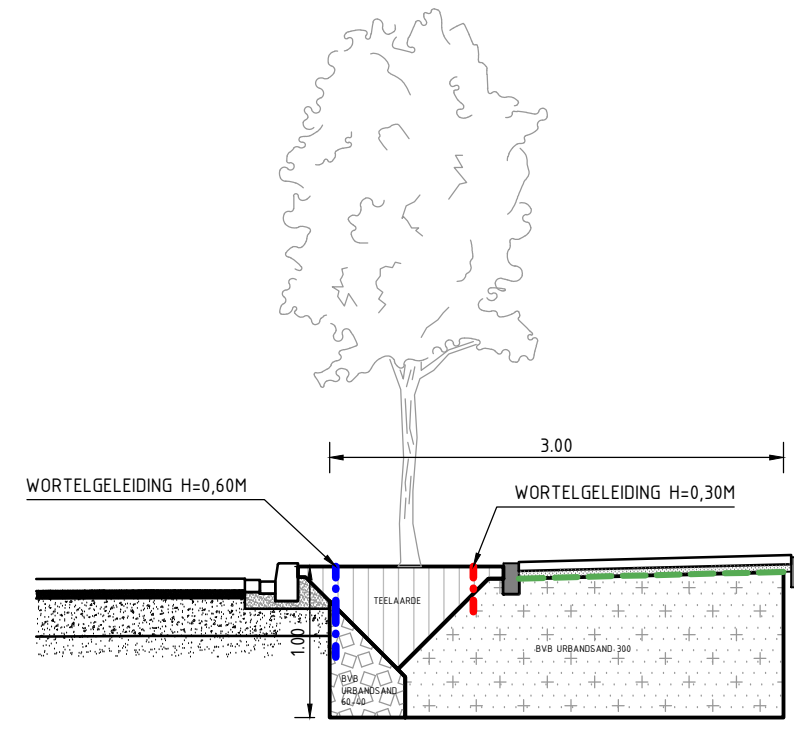 3.00
WORTELGELEIDING H=0,60M
WORTELGELEIDING H=0,30M
TEELAARDE
1.00
BVB URBANDSAND 300
BVB
URBANDSAND
60-40